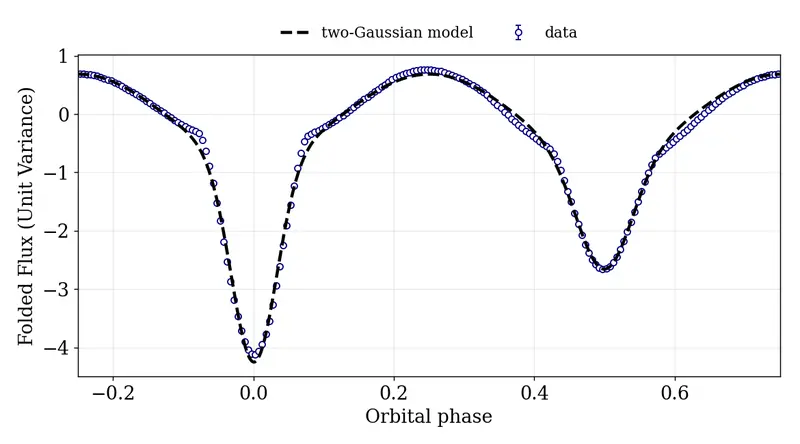 two-Gaussian model
data
Folded Flux (Unit Variance)
1
0
−1
−2
−3
−4
−0.2
0.0
0.2
0.4
0.6
Orbital phase